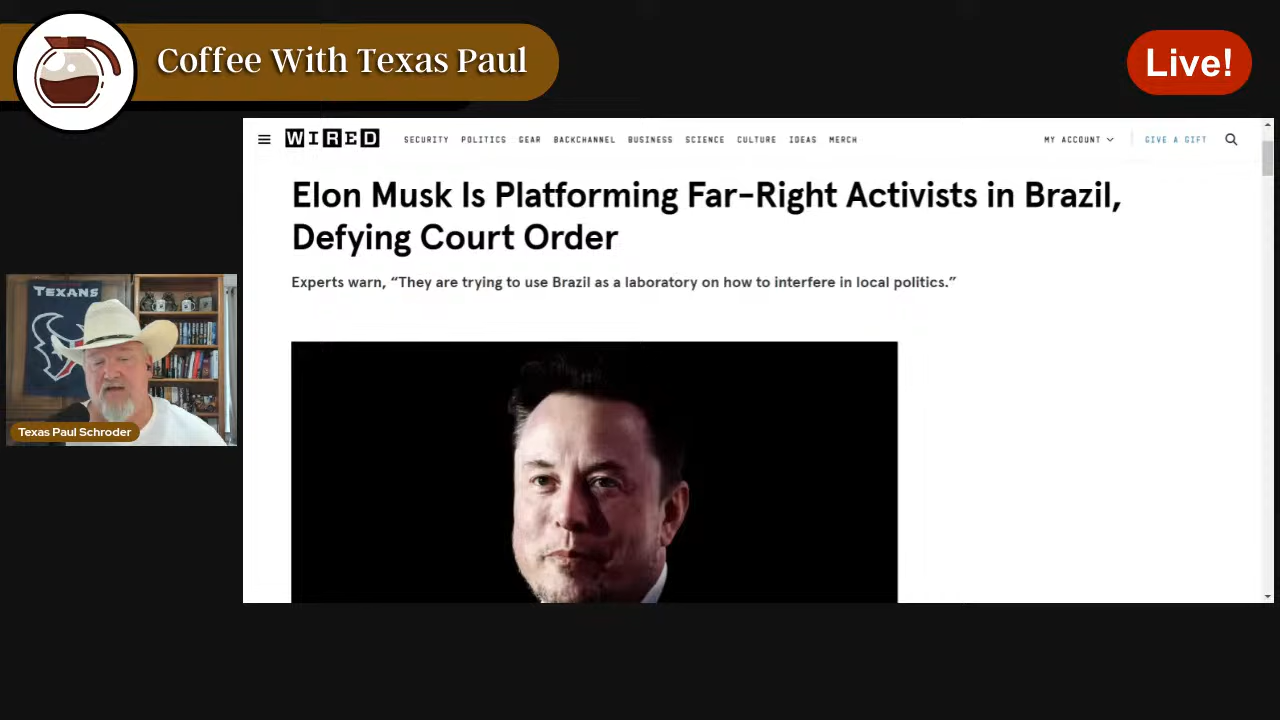 Coffee With Texas Paul
Live!
WIRED SECURITY POLITICS GEAR BACKCHANNEL BUSINESS SCIENCE CULTURE IDEAS MERCH MY ACCOUNT GIVE A GIFT
Elon Musk Is Platforming Far-Right Activists in Brazil,
Defying Court Order
Experts warn, “They are trying to use Brazil as a laboratory on how to interfere in local politics.”
TEXANS
Texas Paul Schroder